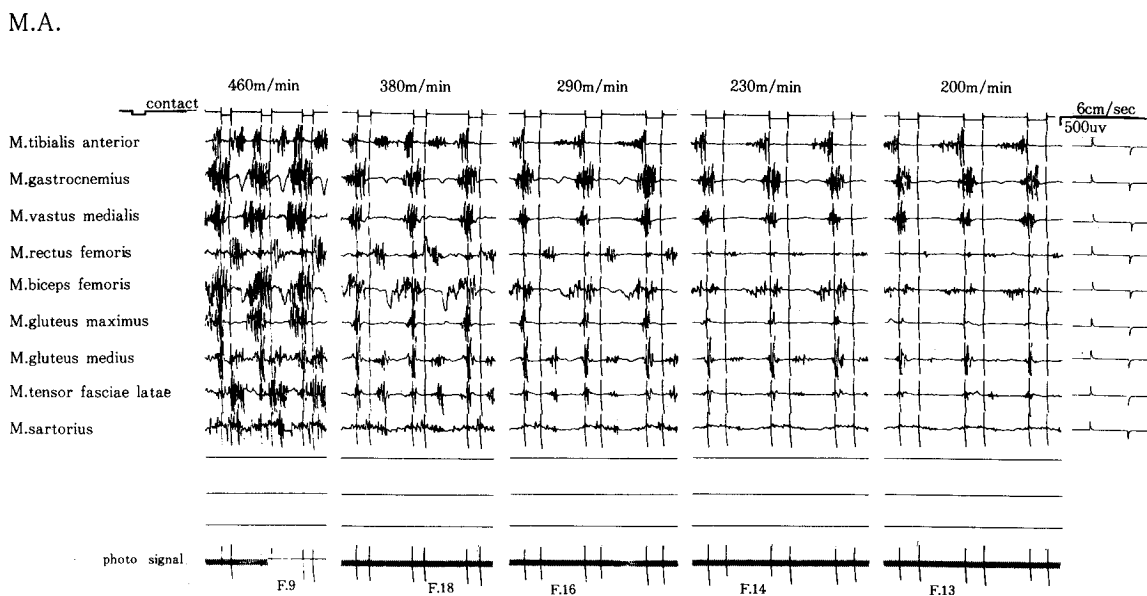 M.A.
460m/min 380m/min 290m/min 230m/min 200m/min
contact 6cm/sec
500uv
M.tibialis anterior
M.gastrocnemius
M.vastus medialis
M.rectus femoris
M.biceps femoris
M.gluteus maximus
M.gluteus medius
M.tensor fasciae latae
M.sartorius
photo signal
F.9 F.18 F.16 F.14 F.13